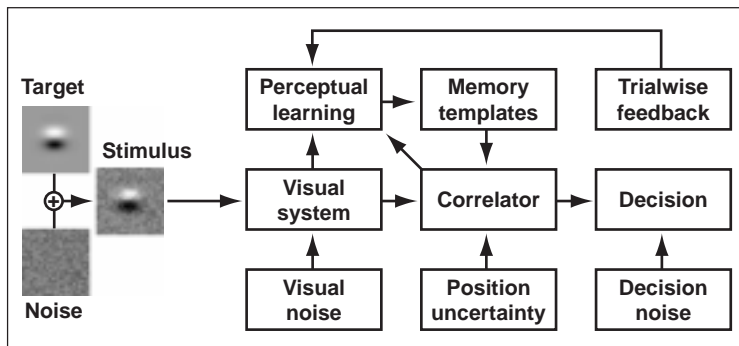 Target
Stimulus
Noise
Perceptual
learning
Memory
templates
Trialwise
feedback
Visual
system
Correlator
Decision
Visual
noise
Position
uncertainty
Decision
noise